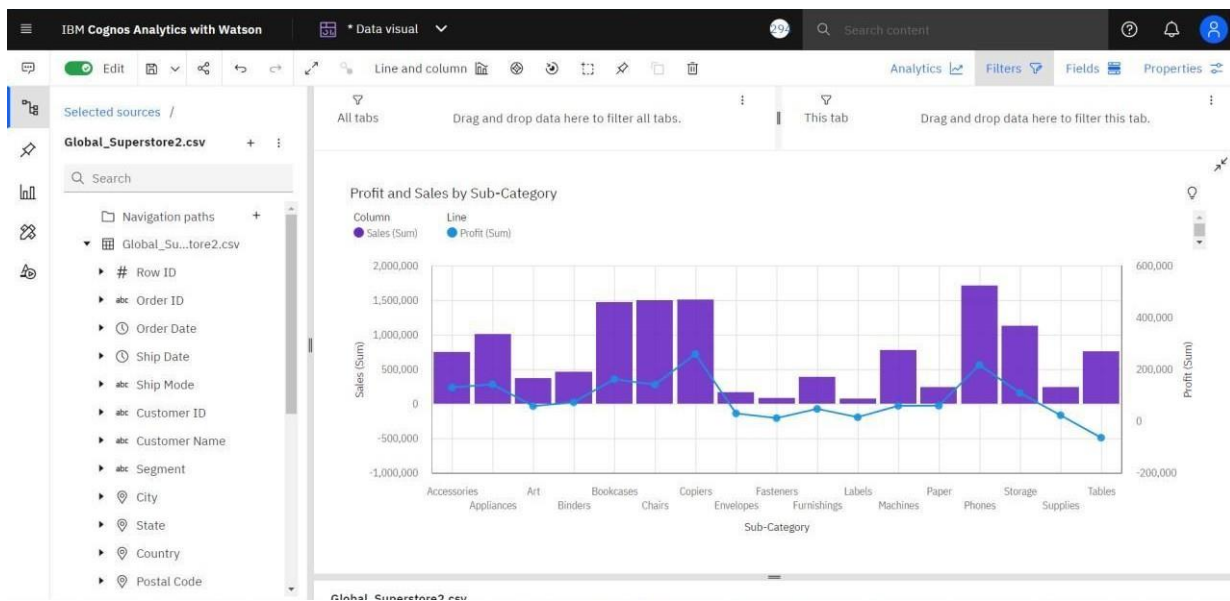 IBM Cognos Analytics with Watson
* Data visual
294
Search content
Edit
Line and column
Analytics
Filters
Fields
Properties
Selected sources /
Global_Superstore2.csv
Search
Navigation paths
Global_Su...tore2.csv
Row ID
abc Order ID
Order Date
Ship Date
abc Ship Mode
abc Customer ID
abc Customer Name
abc Segment
City
State
Country
Postal Code
All tabs
Drag and drop data here to filter all tabs.
This tab
Drag and drop data here to filter this tab.
Profit and Sales by Sub-Category
Column
Line
Sales (Sum)
Profit (Sum)
2,000,000
1,500,000
1,000,000
500,000
0
-500,000
-1,000,000
Sales (Sum)
600,000
400,000
200,000
0
-200,000
Profit (Sum)
Accessories
Appliances
Art
Binders
Bookcases
Chairs
Copiers
Envelopes
Fasteners
Furnishings
Labels
Machines
Paper
Phones
Storage
Supplies
Tables
Sub-Category
Global_Superstore2.csv